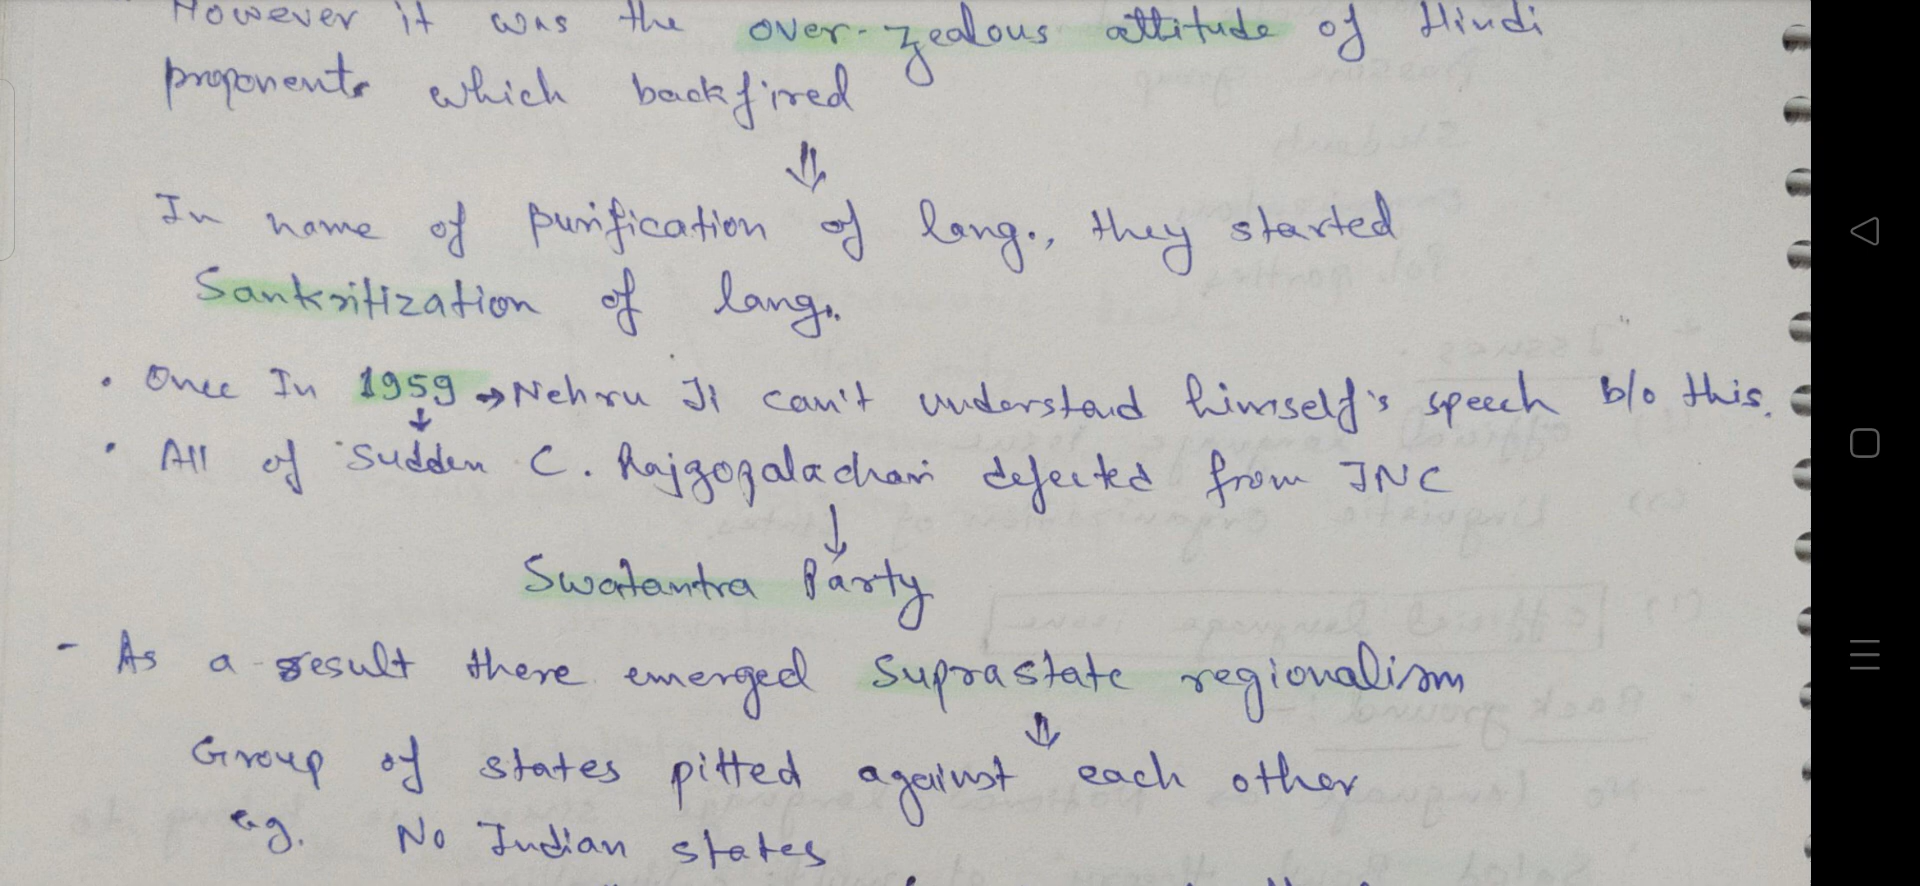 However it was the over-zealous attitude of Hindi
proponents which backfired
⇓
In name of purification of lang., they started
Sankritization of lang.
• Once In 1959 → Nehru Ji can't understand himself's speech b/o this.
↓
• All of sudden C. Rajgopalachari defected from INC
↓
Swatantra Party
- As a result there emerged Suprastate regionalism
⇓
Group of states pitted against each other
eg. No Indian states